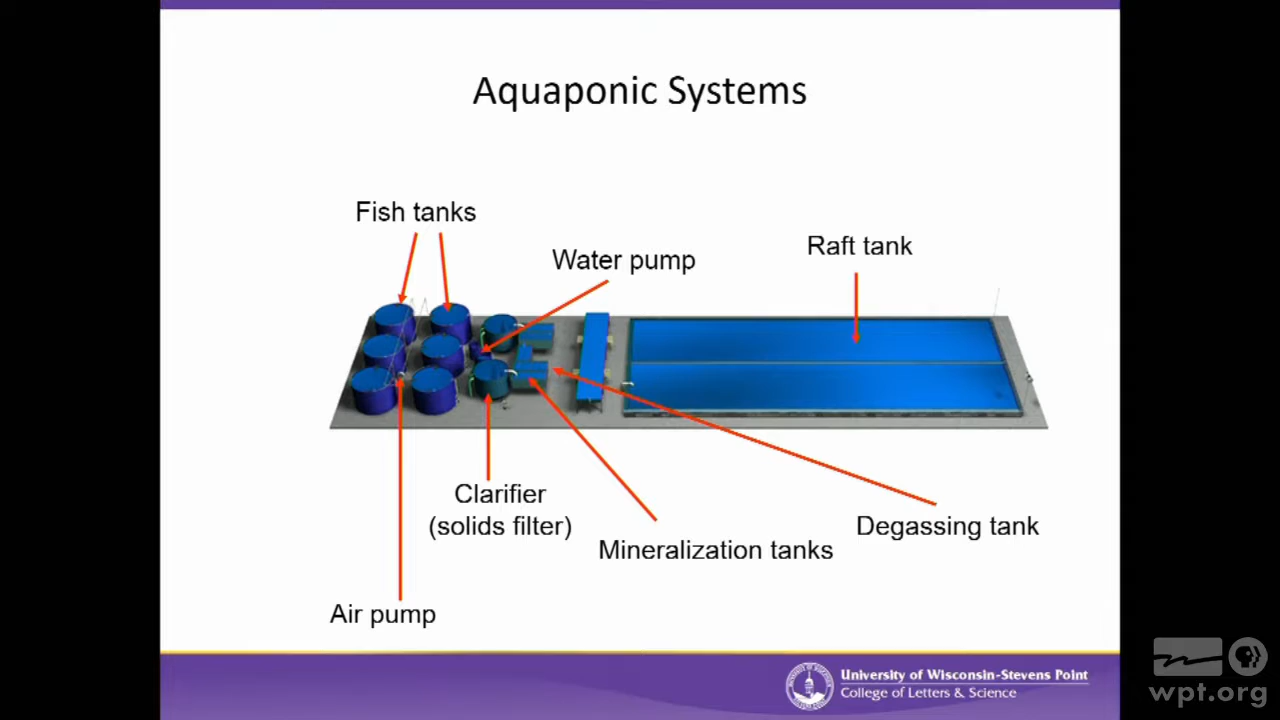 Aquaponic Systems
Fish tanks
Water pump
Raft tank
Clarifier
(solids filter)
Mineralization tanks
Degassing tank
Air pump
University of Wisconsin-Stevens Point
College of Letters & Science
wpt.org